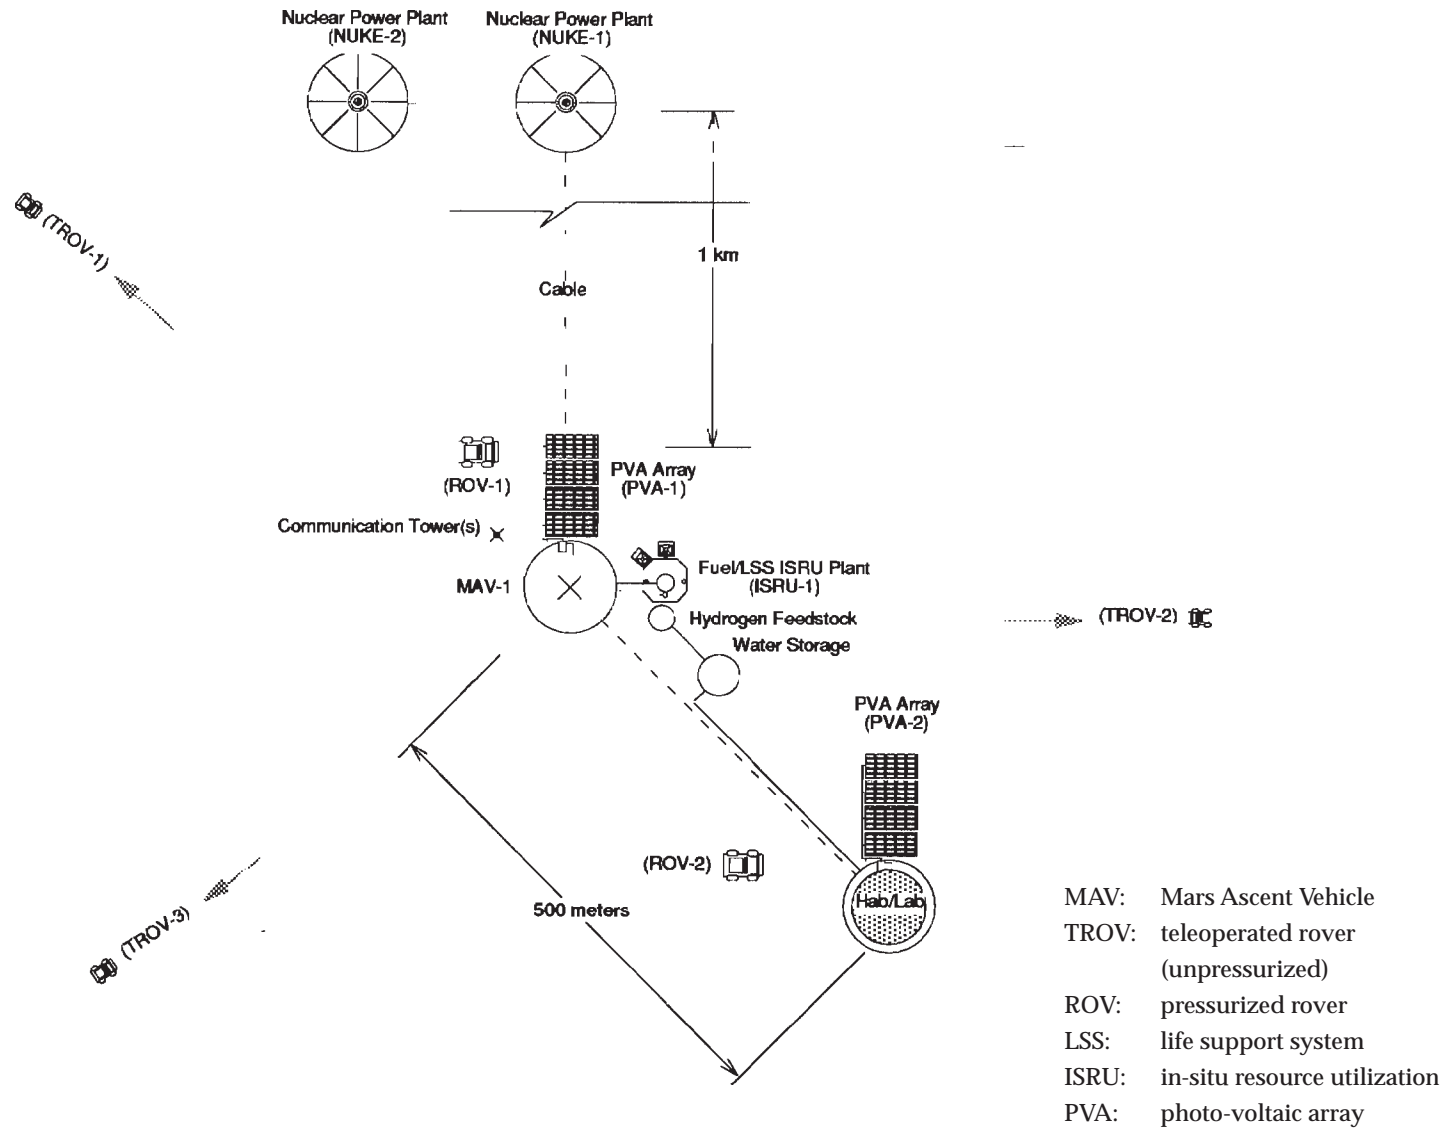 Nuclear Power Plant
(NUKE-2)
Nuclear Power Plant
(NUKE-1)
(TROV-1)
1 km
Cable
(ROV-1)
PVA Array
(PVA-1)
Communication Tower(s)
MAV-1
Fuel/LSS ISRU Plant
(ISRU-1)
Hydrogen Feedstock
Water Storage
(TROV-2)
PVA Array
(PVA-2)
(ROV-2)
Hab/Lab
500 meters
(TROV-3)
MAV: Mars Ascent Vehicle
TROV: teleoperated rover
(unpressurized)
ROV: pressurized rover
LSS: life support system
ISRU: in-situ resource utilization
PVA: photo-voltaic array